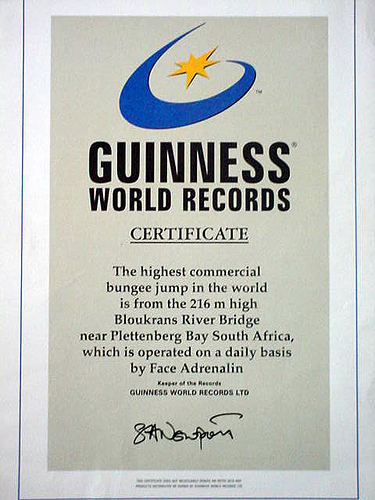 TM
GUINNESS®
WORLD RECORDS
CERTIFICATE
The highest commercial
bungee jump in the world
is from the 216 m high
Bloukrans River Bridge
near Plettenberg Bay South Africa,
which is operated on a daily basis
by Face Adrenalin
Keeper of the Records
GUINNESS WORLD RECORDS LTD